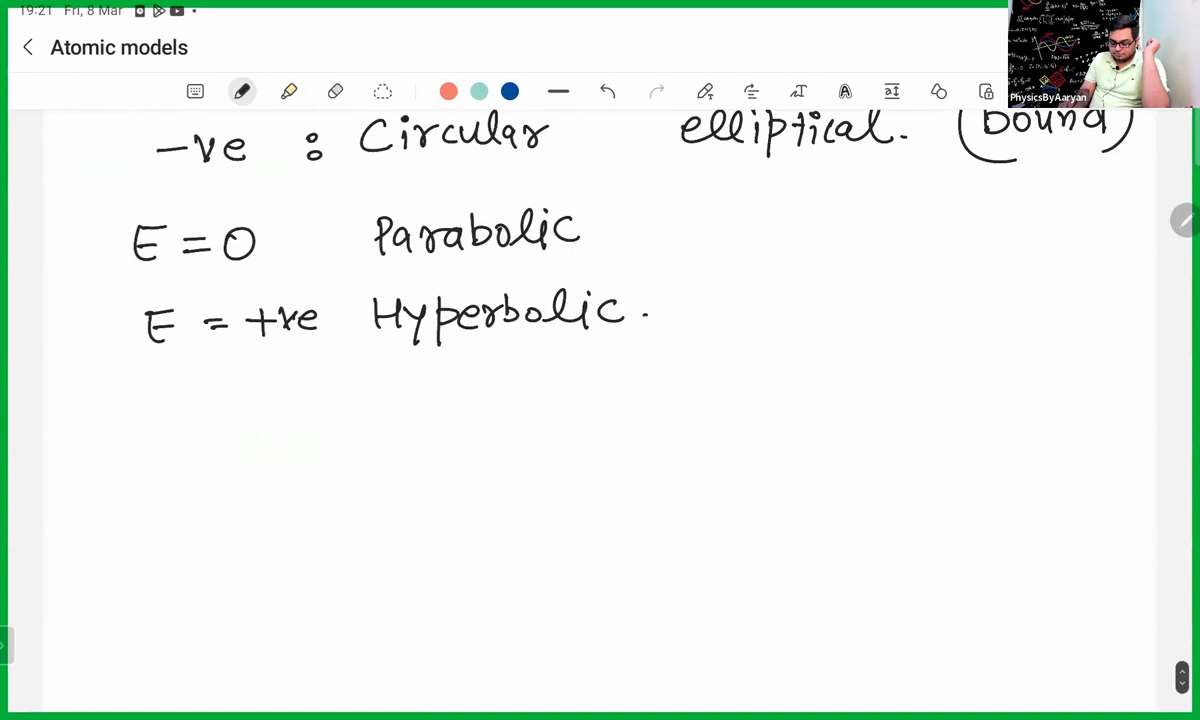 19:21 Fri, 8 Mar
Atomic models
PhysicsByAaryan
-ve : Circular elliptical. (bound)
E = 0 Parabolic
E = +ve Hyperbolic.